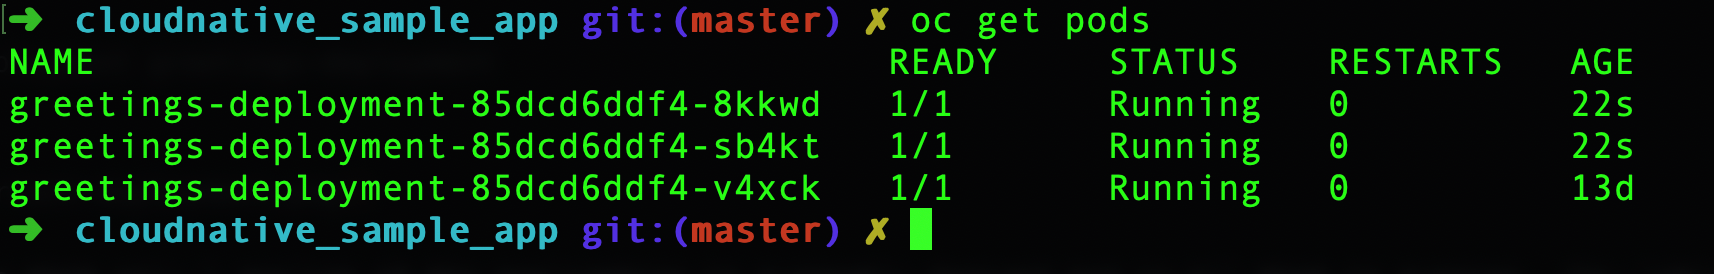 ➜ cloudnative_sample_app git:(master) ✗ oc get pods
NAME READY STATUS RESTARTS AGE
greetings-deployment-85dcd6ddf4-8kkwd 1/1 Running 0 22s
greetings-deployment-85dcd6ddf4-sb4kt 1/1 Running 0 22s
greetings-deployment-85dcd6ddf4-v4xck 1/1 Running 0 13d
➜ cloudnative_sample_app git:(master) ✗